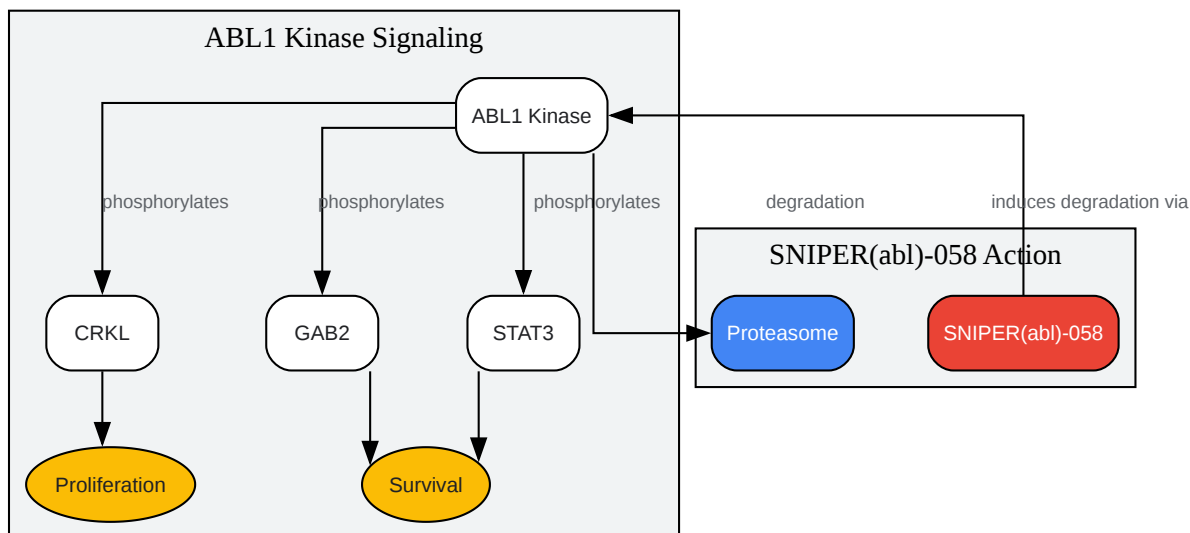 ABL1 Kinase Signaling
ABL1 Kinase
phosphorylates
phosphorylates
phosphorylates
degradation
induces degradation via
SNIPER(abl)-058 Action
CRKL
GAB2
STAT3
Proteasome
SNIPER(abl)-058
Proliferation
Survival